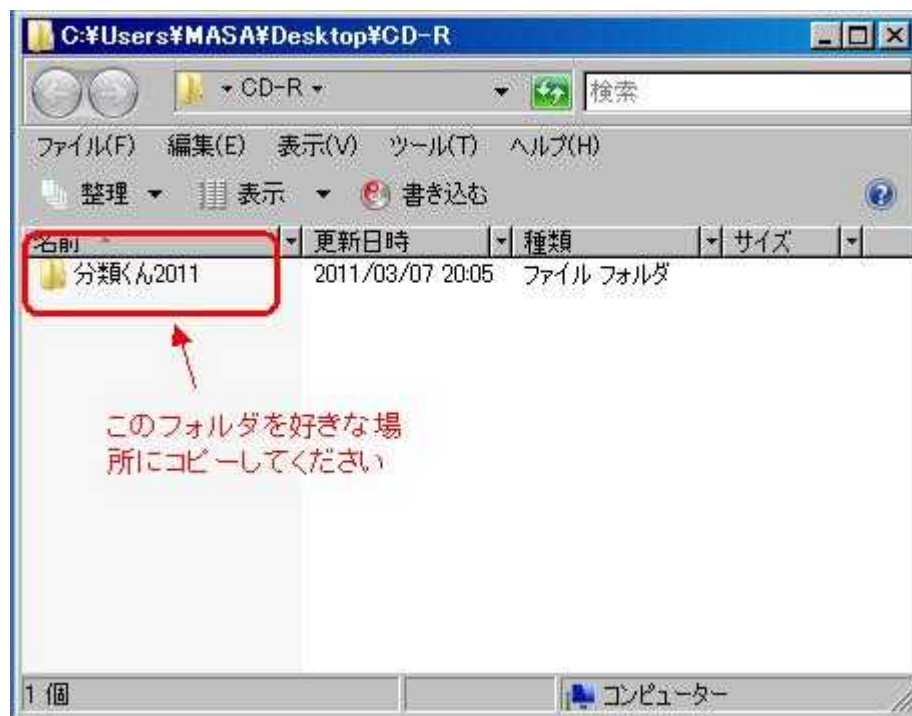 C:¥Users¥MASA¥Desktop¥CD-R
CD-R
検索
ファイル(F) 編集(E) 表示(V) ツール(T) ヘルプ(H)
整理 表示 書き込む
名前 更新日時 種類 サイズ
分類くん2011 2011/03/07 20:05 ファイル フォルダ
このフォルダを好きな場
所にコピーしてください
1 個 コンピューター